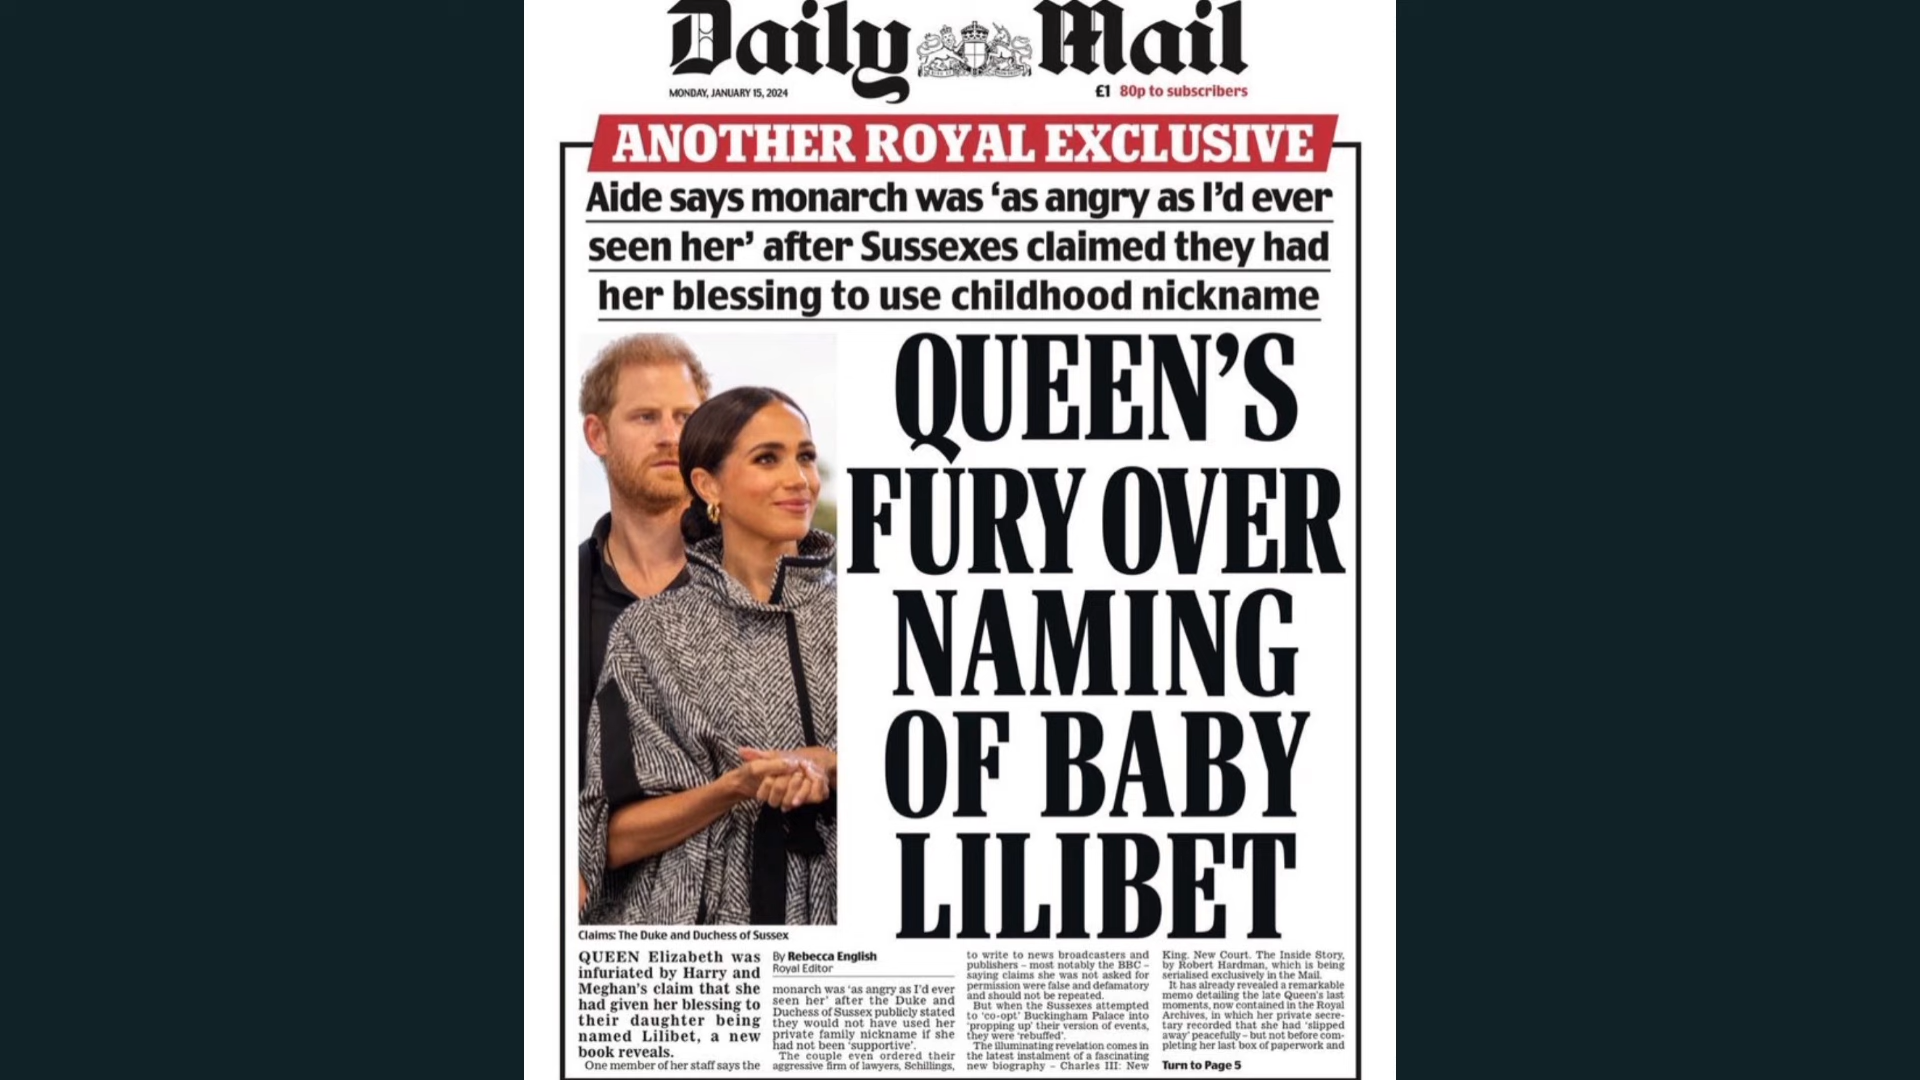 Daily Mail
MONDAY, JANUARY 15, 2024
£1 80p to subscribers
ANOTHER ROYAL EXCLUSIVE
Aide says monarch was ‘as angry as I’d ever
seen her’ after Sussexes claimed they had
her blessing to use childhood nickname
QUEEN’S
FURY OVER
NAMING
OF BABY
LILIBET
Claims: The Duke and Duchess of Sussex
QUEEN Elizabeth was
infuriated by Harry and
Meghan’s claim that she
had given her blessing to
their daughter being
named Lilibet, a new
book reveals.
One member of her staff says the
By Rebecca English
Royal Editor
monarch was ‘as angry as I’d ever
seen her’ after the Duke and
Duchess of Sussex publicly stated
they would not have used her
private family nickname if she
had not been ‘supportive’.
The couple even ordered their
aggressive firm of lawyers, Schillings,
to write to news broadcasters and
publishers – most notably the BBC –
saying claims she was not asked for
permission were false and defamatory
and should not be repeated.
But when the Sussexes attempted
to ‘co-opt’ Buckingham Palace into
‘propping up’ their version of events,
they were ‘rebuffed’.
The illuminating revelation comes in
the latest instalment of a fascinating
new biography – Charles III: New
King. New Court. The Inside Story,
by Robert Hardman, which is being
serialised exclusively in the Mail.
It has already revealed a remarkable
memo detailing the late Queen’s last
moments, now contained in the Royal
Archives, in which her private secre-
tary recorded that she had ‘slipped
away’ peacefully – but not before com-
pleting her last box of paperwork and
Turn to Page 5